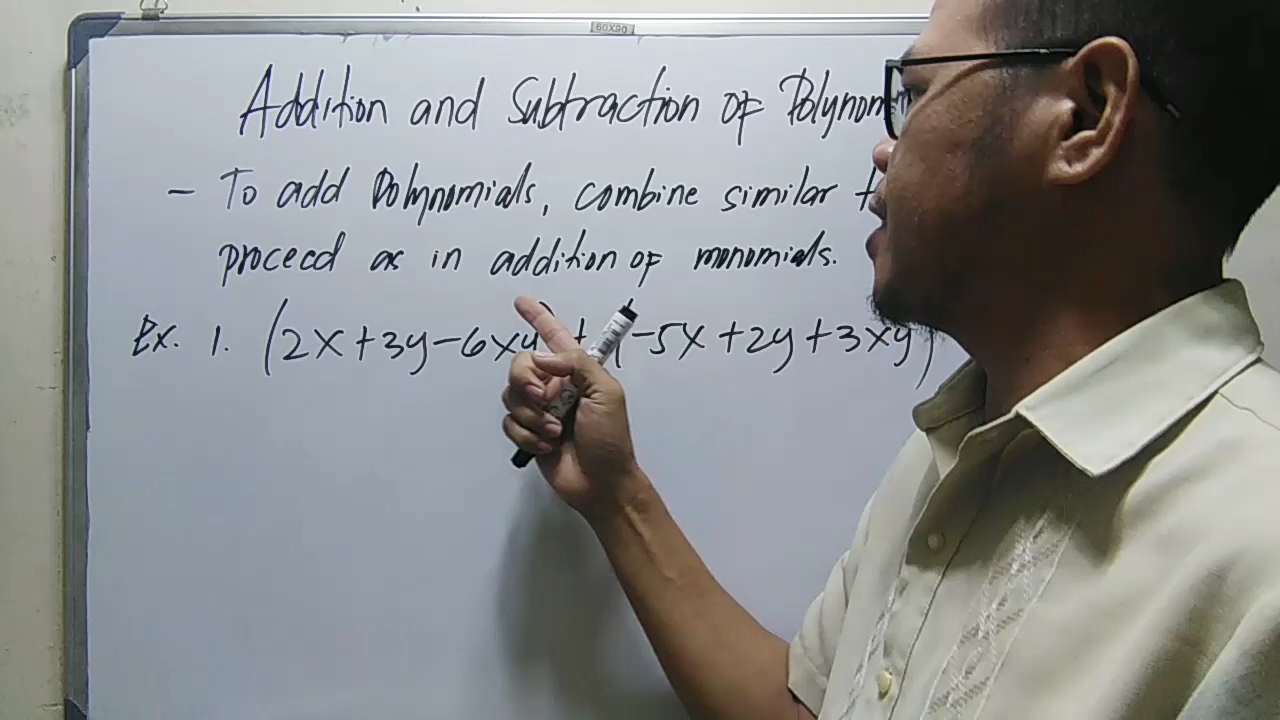 60X90
Addition and Subtraction of Polynom
- To add Polynomials, combine similar t
proceed as in addition of monomials.
Ex. 1. (2x+3y-6xy) + (-5x+2y+3xy)